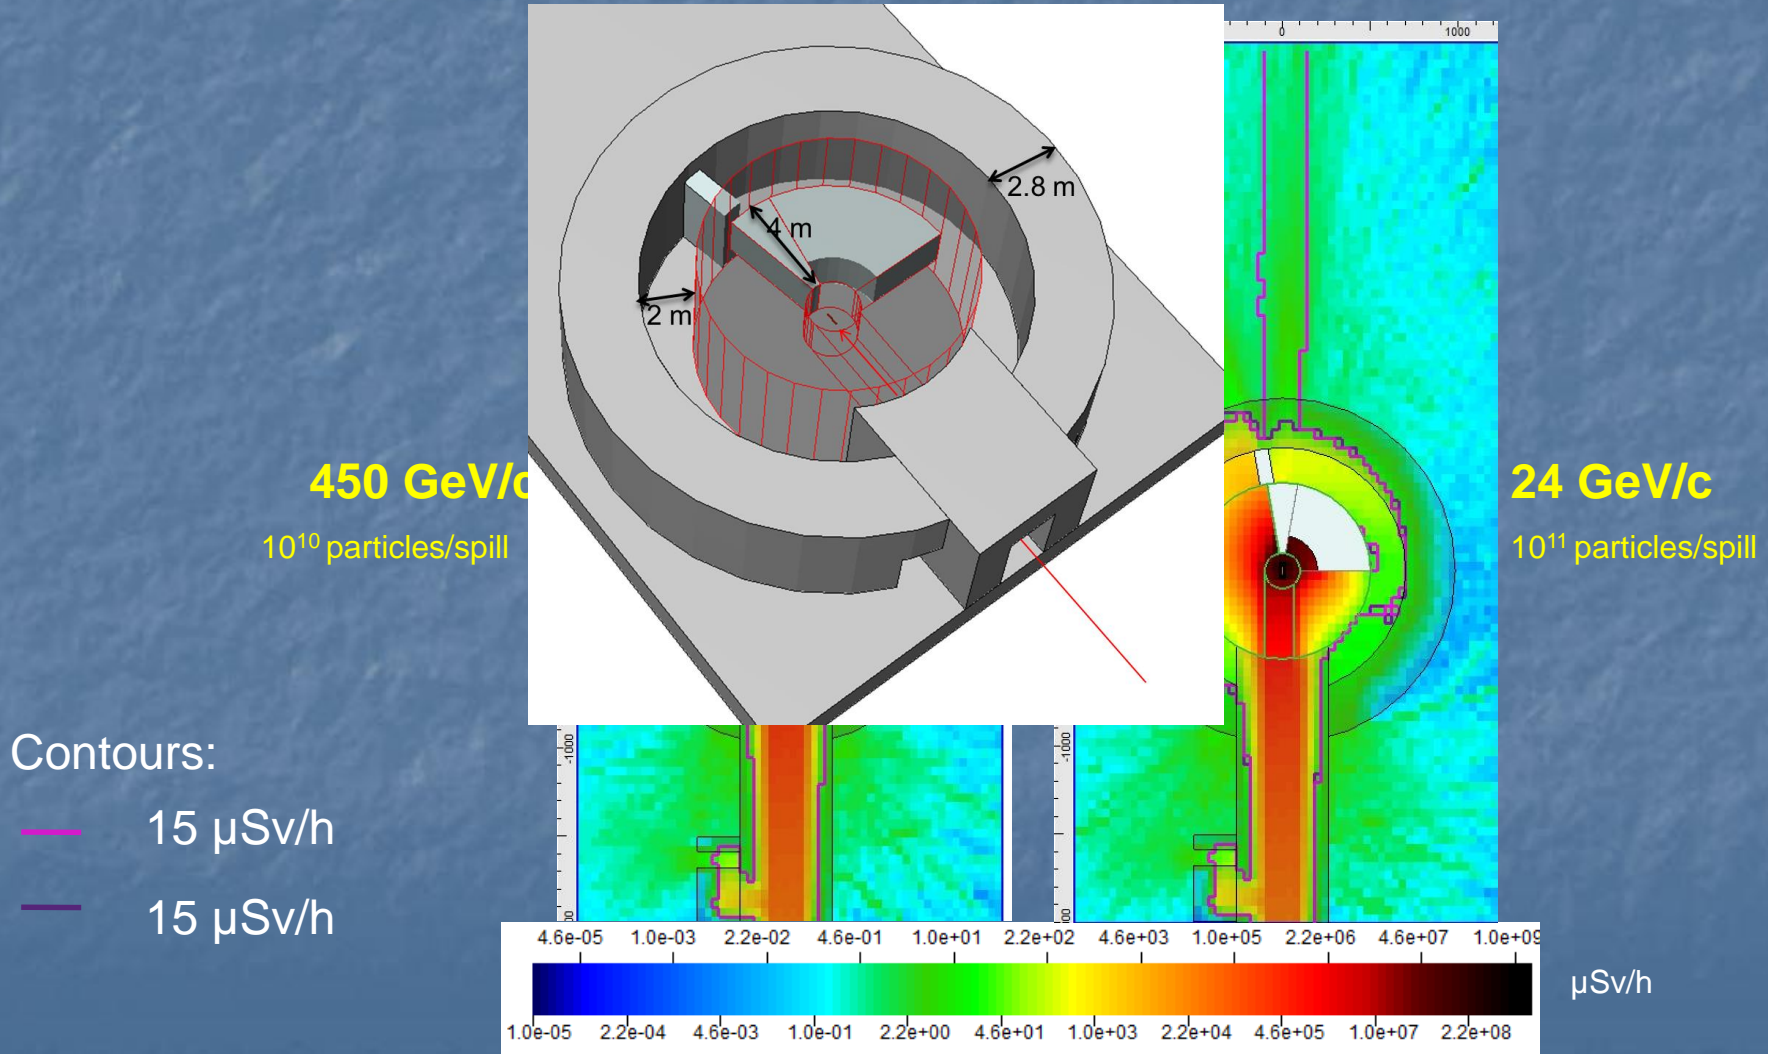 0 1000
2.8 m
4 m
2 m
450 GeV/c
10¹⁰ particles/spill
24 GeV/c
10¹¹ particles/spill
-1000
-1000
Contours:
15 µSv/h
15 µSv/h
00
00
4.6e-05 1.0e-03 2.2e-02 4.6e-01 1.0e+01 2.2e+02 4.6e+03 1.0e+05 2.2e+06 4.6e+07 1.0e+09
µSv/h
1.0e-05 2.2e-04 4.6e-03 1.0e-01 2.2e+00 4.6e+01 1.0e+03 2.2e+04 4.6e+05 1.0e+07 2.2e+08